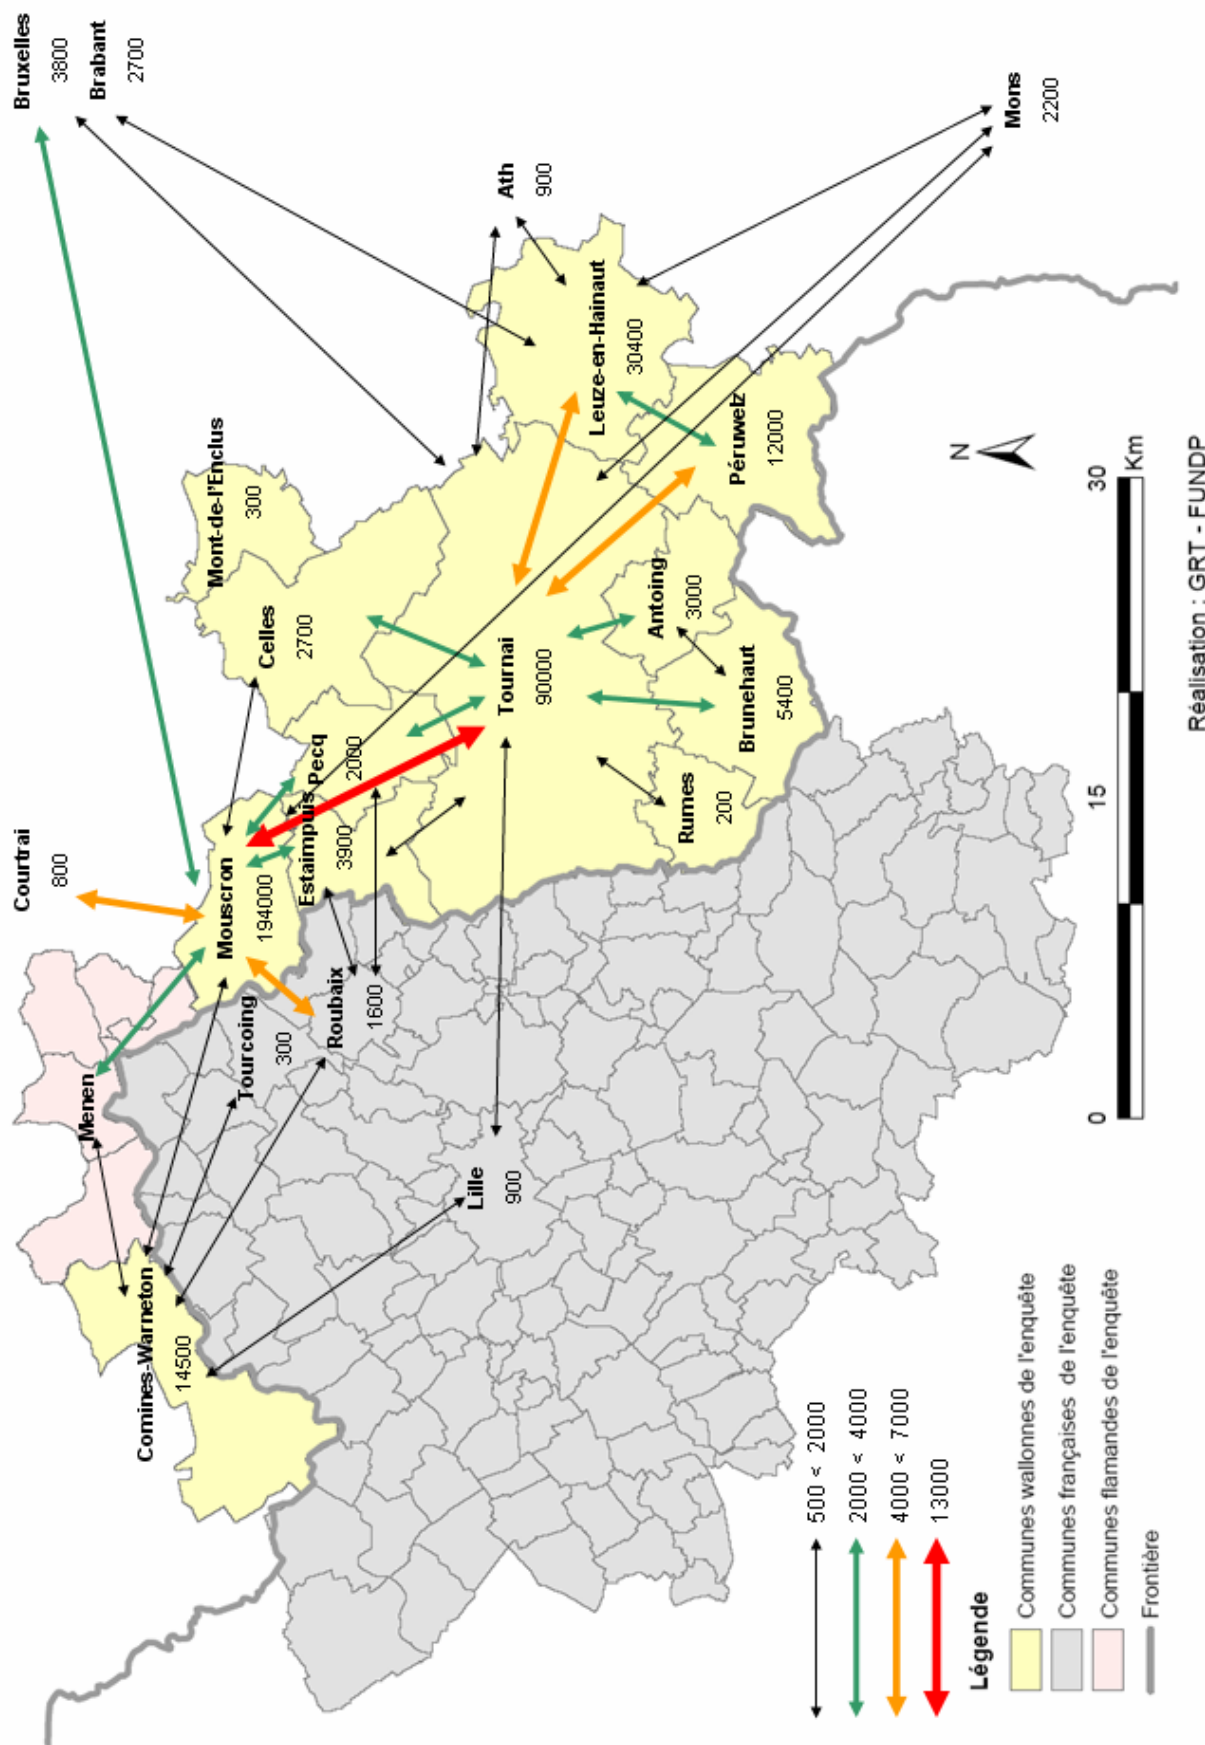 Bruxelles
3800
Brabant
2700
Courtrai
800
Menen
Mont-de-l'Enclus
300
Celles
2700
Comines-Warneton
14500
Mouscron
194000
Tourcoing
300
Roubaix
1600
Estaimpuis
3900
Pecq
2000
Ath
900
Lille
900
Tournai
90000
Leuze-en-Hainaut
30400
Rumes
200
Antoing
3000
Brunehaut
5400
Péruwelz
12000
Mons
2200
N
0
15
30
Km
500 < 2000
2000 < 4000
4000 < 7000
13000
Légende
Communes wallonnes de l'enquête
Communes françaises de l'enquête
Communes flamandes de l'enquête
Frontière
Réalisation : GRT - FUNDP